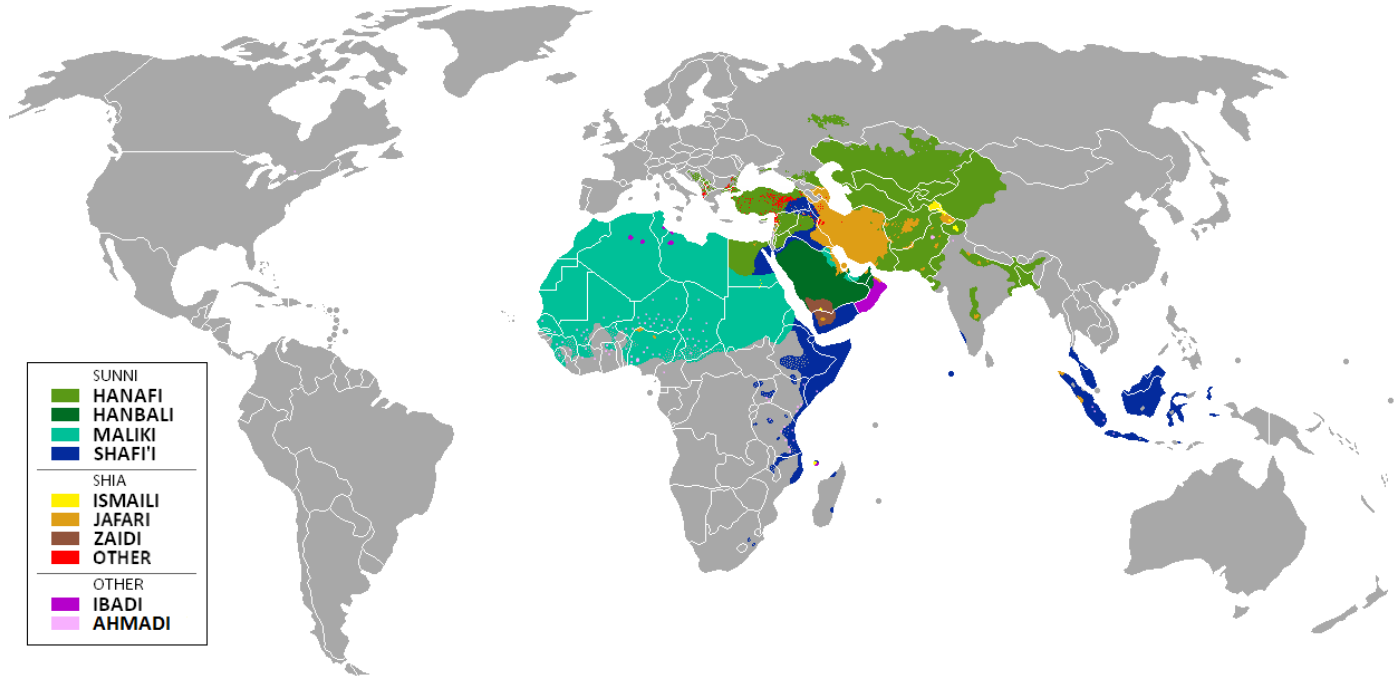 SUNNI
HANAFI
HANBALI
MALIKI
SHAFI'I
SHIA
ISMAILI
JAFARI
ZAIDI
OTHER
OTHER
IBADI
AHMADI